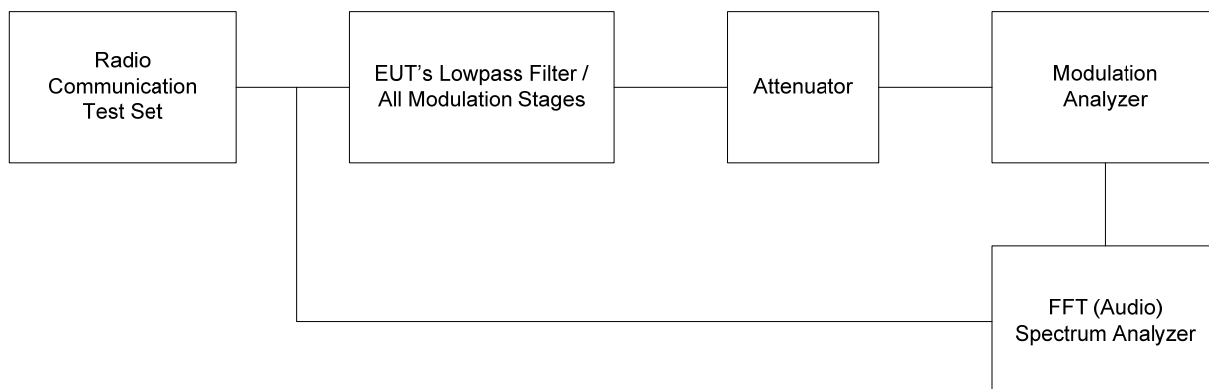 Radio
Communication
Test Set
EUT’s Lowpass Filter /
All Modulation Stages
Attenuator
Modulation
Analyzer
FFT (Audio)
Spectrum Analyzer